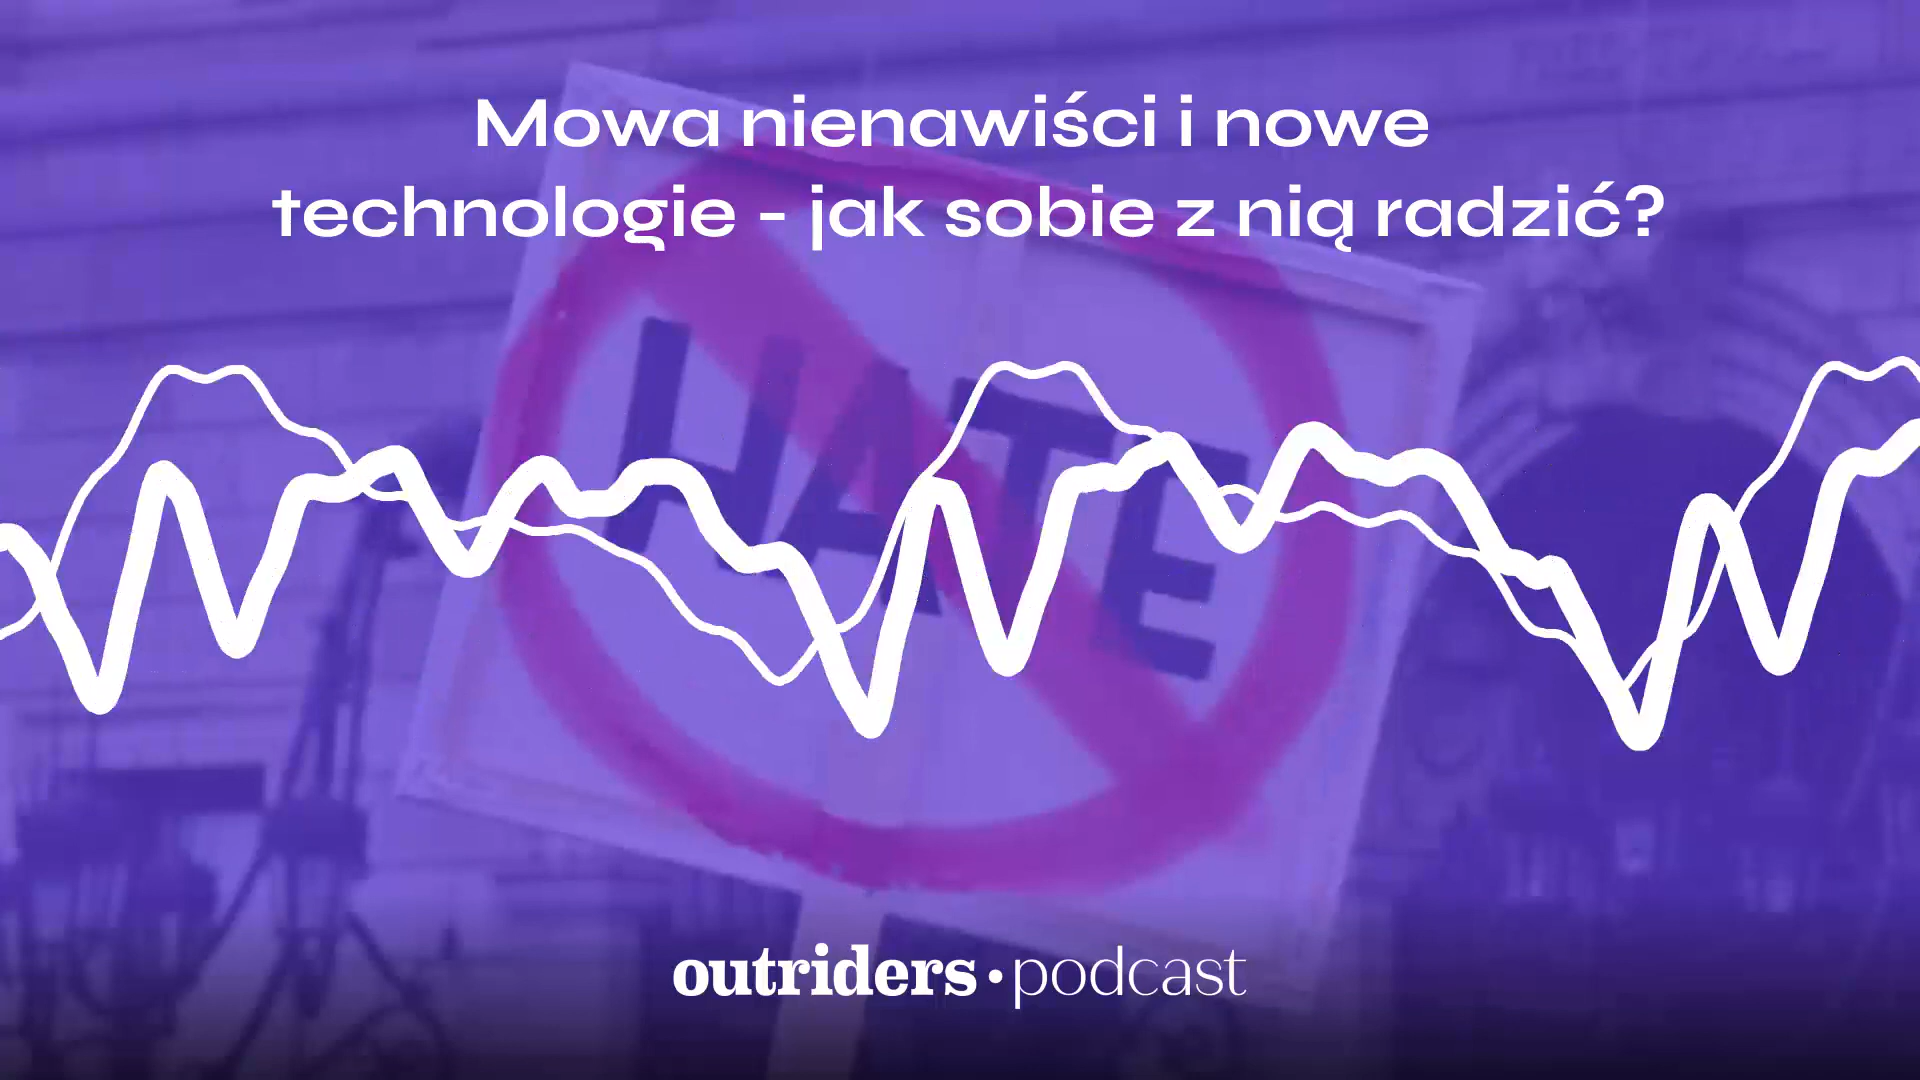 Mowa nienawiści i nowe
technologie - jak sobie z nią radzić?
HATE
outriders • podcast